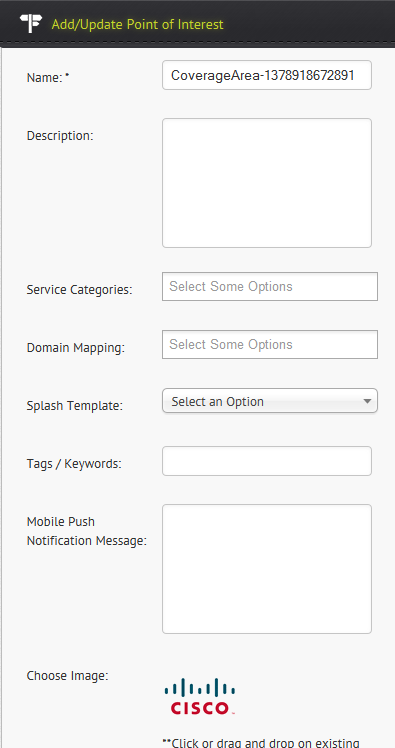 Add/Update Point of Interest
Name: *
CoverageArea-1378918672891
Description:
Service Categories:
Select Some Options
Domain Mapping:
Select Some Options
Splash Template:
Select an Option
Tags / Keywords:
Mobile Push
Notification Message:
Choose Image:
CISCO
**Click or drag and drop on existing